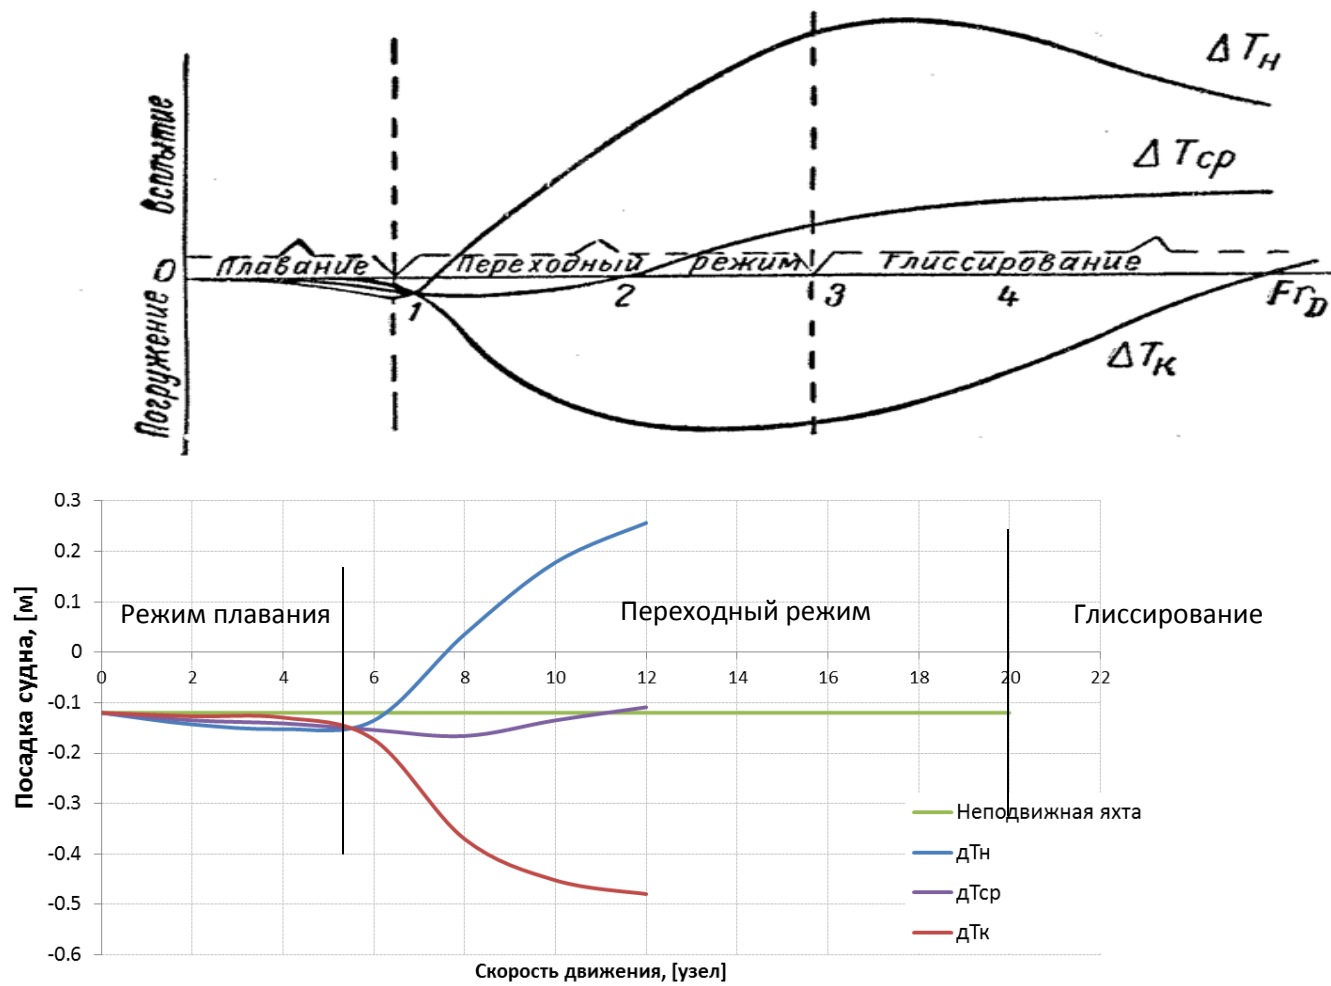 Всплытие
Погружение
ΔTн
ΔTср
0 Плавание Переходный режим Глиссирование
1 2 3 4 FrD
ΔTк
0.3
0.2
0.1
0
-0.1
-0.2
-0.3
-0.4
-0.5
-0.6
Посадка судна, [м]
Режим плавания Переходный режим Глиссирование
0 2 4 6 8 10 12 14 16 18 20 22
Неподвижная яхта
дТн
дТср
дТк
Скорость движения, [узел]